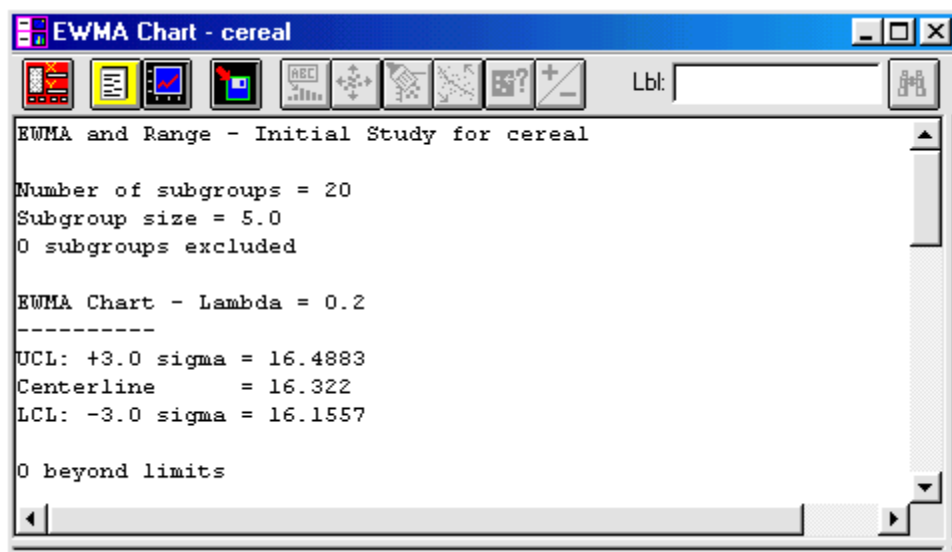 EWMA Chart - cereal
ABC
Lbl:
EWMA and Range - Initial Study for cereal
Number of subgroups = 20
Subgroup size = 5.0
0 subgroups excluded
EWMA Chart - Lambda = 0.2
----------
UCL: +3.0 sigma = 16.4883
Centerline      = 16.322
LCL: -3.0 sigma = 16.1557
0 beyond limits